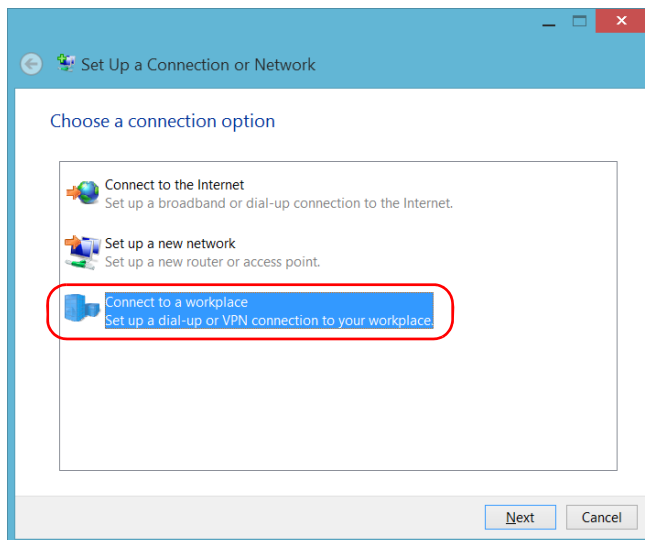 Set Up a Connection or Network
Choose a connection option
Connect to the Internet
Set up a broadband or dial-up connection to the Internet.
Set up a new network
Set up a new router or access point.
Connect to a workplace
Set up a dial-up or VPN connection to your workplace.
Next Cancel